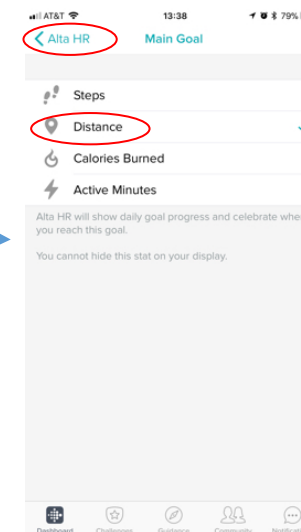 AT&T 13:38 79%
Alta HR Main Goal
Steps
Distance
Calories Burned
Active Minutes
Alta HR will show daily goal progress and celebrate when
you reach this goal.
You cannot hide this stat on your display.
Dashboard Challenges Guidance Community